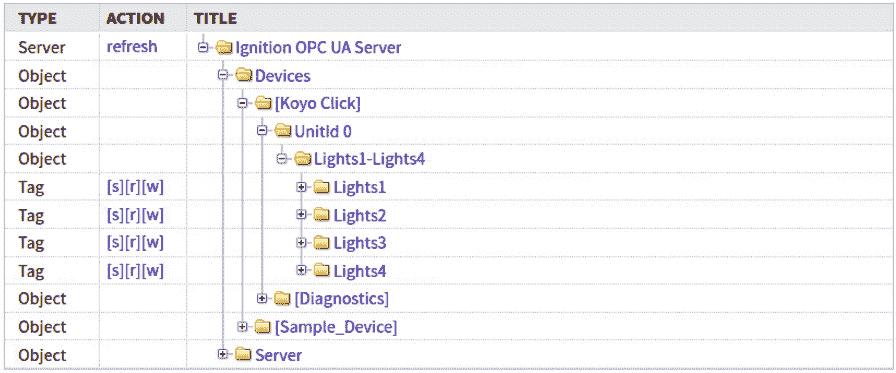 TYPE ACTION TITLE
Server refresh Ignition OPC UA Server
Object Devices
Object [Koyo Click]
Object UnitId 0
Object Lights1-Lights4
Tag [s][r][w] Lights1
Tag [s][r][w] Lights2
Tag [s][r][w] Lights3
Tag [s][r][w] Lights4
Object [Diagnostics]
Object [Sample_Device]
Object Server